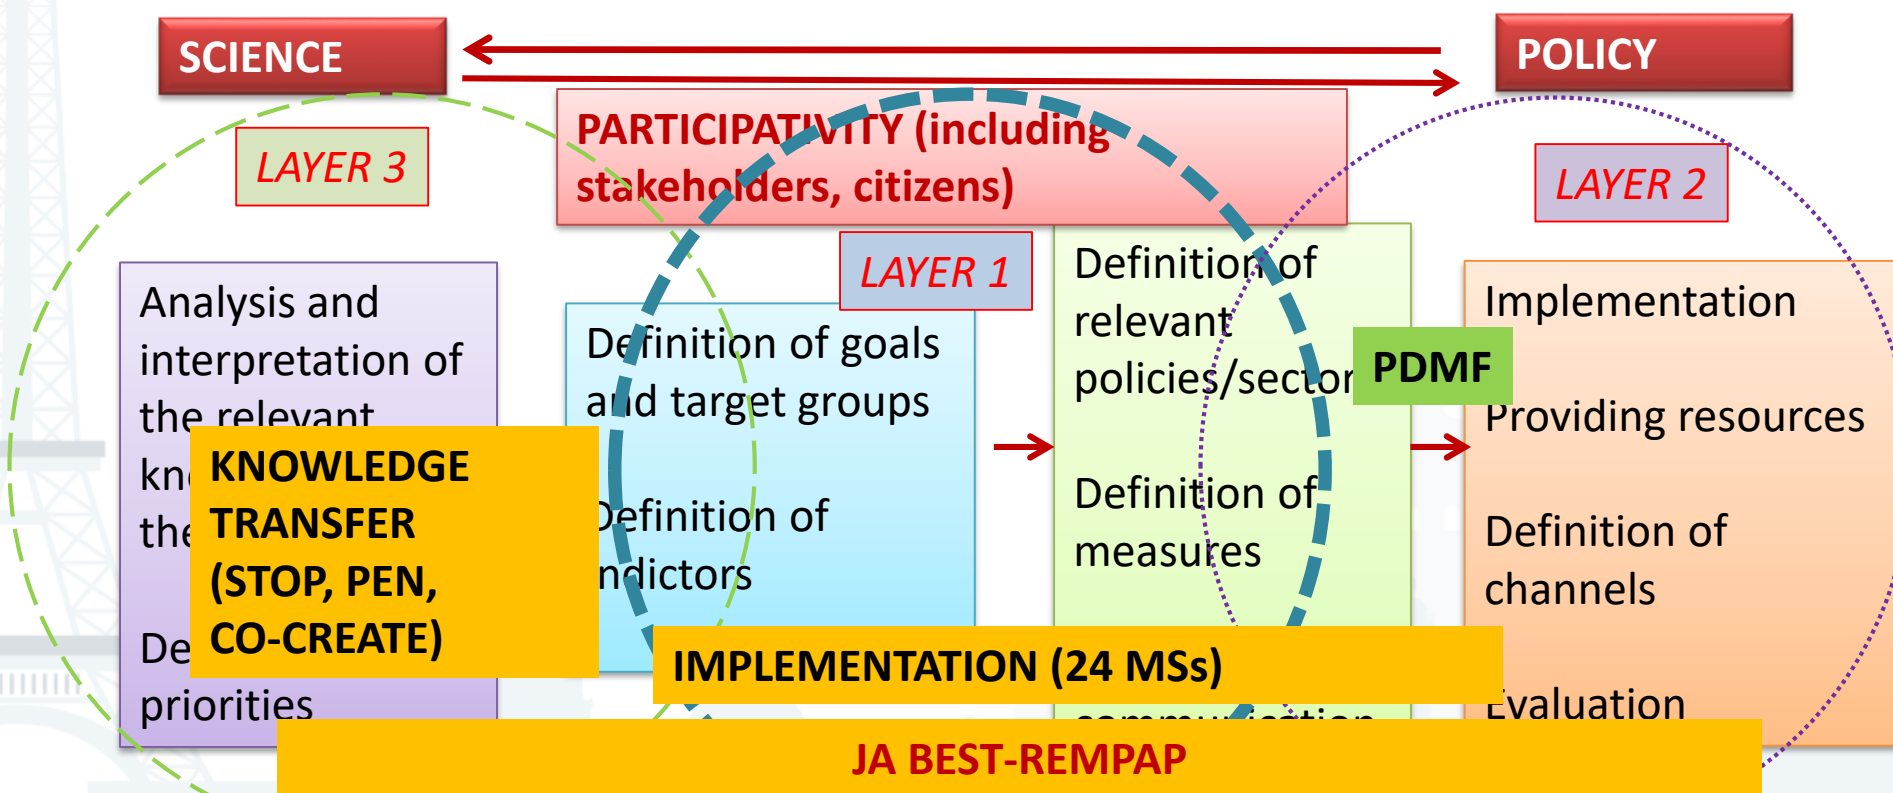 SCIENCE
POLICY
PARTICIPATIVITY (including
stakeholders, citizens)
LAYER 3
LAYER 1
LAYER 2
Analysis and
interpretation of
the relevant
the
priorities
KNOWLEDGE
TRANSFER
(STOP, PEN,
CO-CREATE)
Definition of goals
and target groups
Definition of
indictors
Definition of
relevant
policies/sector
Definition of
measures
communication
PDMF
Implementation
Providing resources
Definition of
channels
Evaluation
IMPLEMENTATION (24 MSs)
JA BEST-REMPAP